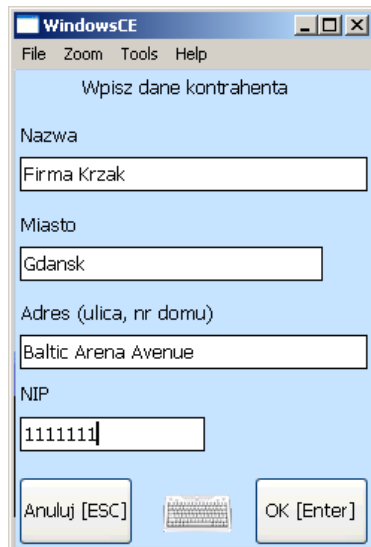 WindowsCE
File Zoom Tools Help
Wpisz dane kontrahenta
Nazwa
Firma Krzak
Miasto
Gdansk
Adres (ulica, nr domu)
Baltic Arena Avenue
NIP
1111111
Anuluj [ESC] OK [Enter]